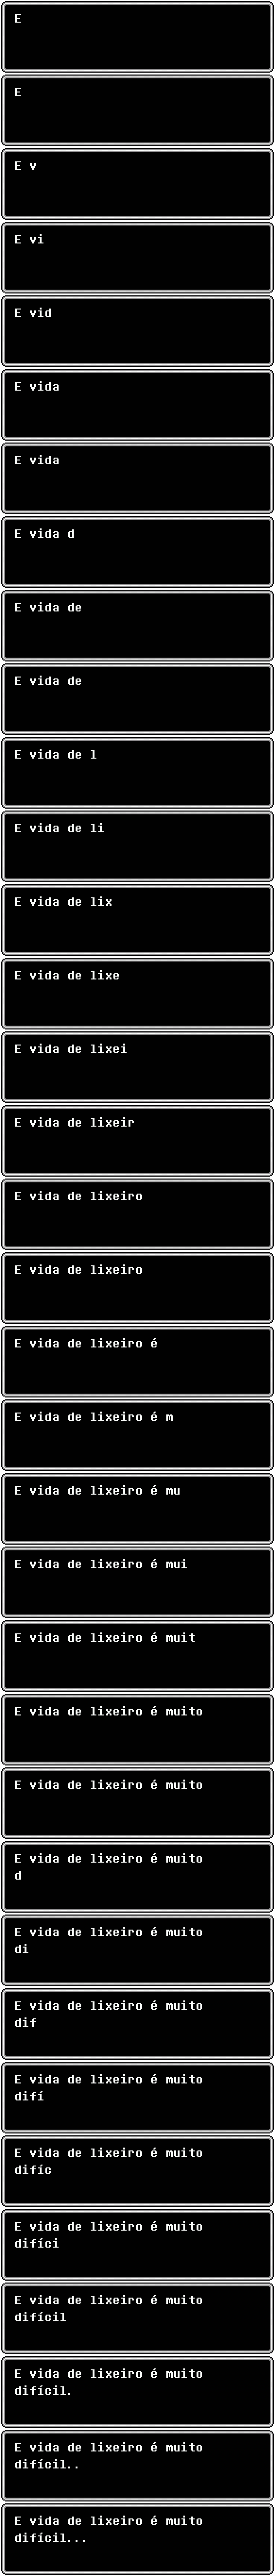 E
E
E v
E vi
E vid
E vida
E vida
E vida d
E vida de
E vida de
E vida de l
E vida de li
E vida de lix
E vida de lixe
E vida de lixei
E vida de lixeir
E vida de lixeiro
E vida de lixeiro
E vida de lixeiro é
E vida de lixeiro é m
E vida de lixeiro é mu
E vida de lixeiro é mui
E vida de lixeiro é muit
E vida de lixeiro é muito
E vida de lixeiro é muito
E vida de lixeiro é muito
d
E vida de lixeiro é muito
di
E vida de lixeiro é muito
dif
E vida de lixeiro é muito
difí
E vida de lixeiro é muito
difíc
E vida de lixeiro é muito
difíci
E vida de lixeiro é muito
difícil
E vida de lixeiro é muito
difícil.
E vida de lixeiro é muito
difícil..
E vida de lixeiro é muito
difícil...